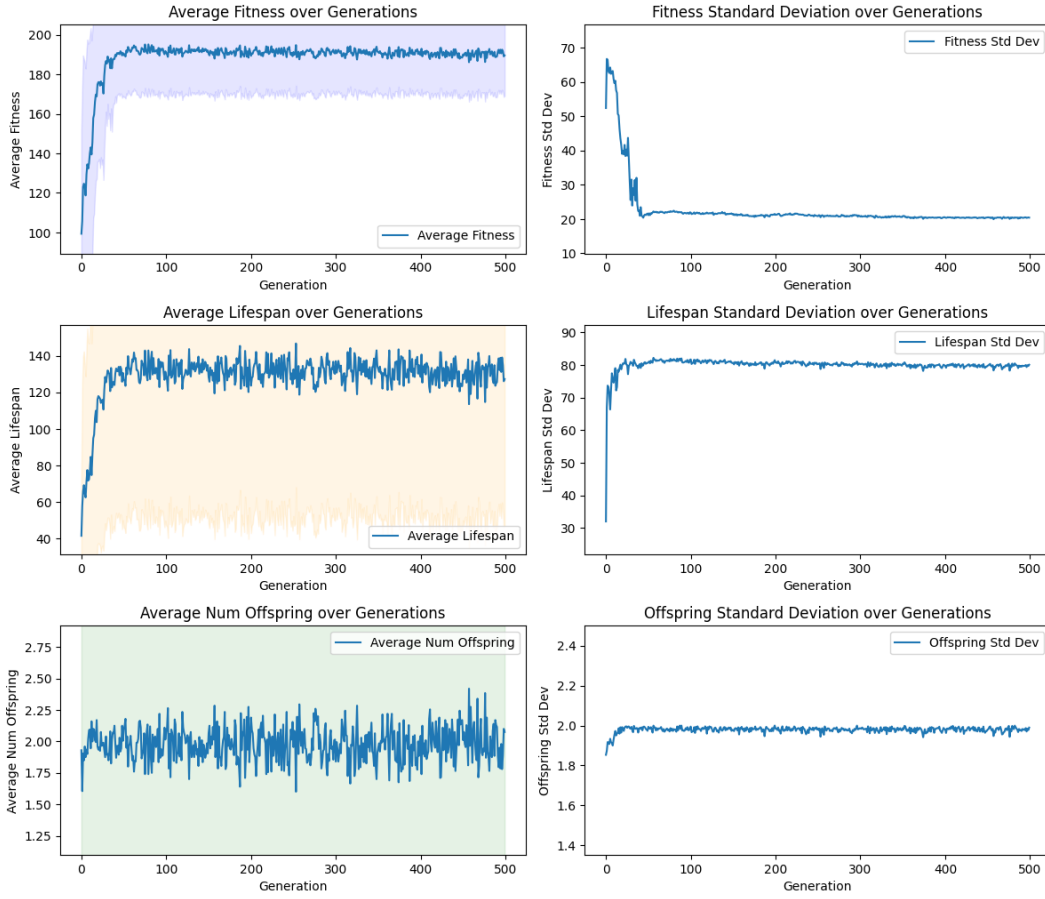 Average Fitness over Generations
Average Fitness
200
180
160
140
120
100
Average Fitness
0 100 200 300 400 500
Generation
Fitness Standard Deviation over Generations
Fitness Std Dev
70
60
50
40
30
20
10
Fitness Std Dev
0 100 200 300 400 500
Generation
Average Lifespan over Generations
Average Lifespan
140
120
100
80
60
40
Average Lifespan
0 100 200 300 400 500
Generation
Lifespan Standard Deviation over Generations
Lifespan Std Dev
90
80
70
60
50
40
30
Lifespan Std Dev
0 100 200 300 400 500
Generation
Average Num Offspring over Generations
Average Num Offspring
2.75
2.50
2.25
2.00
1.75
1.50
1.25
Average Num Offspring
0 100 200 300 400 500
Generation
Offspring Standard Deviation over Generations
Offspring Std Dev
2.4
2.2
2.0
1.8
1.6
1.4
Offspring Std Dev
0 100 200 300 400 500
Generation